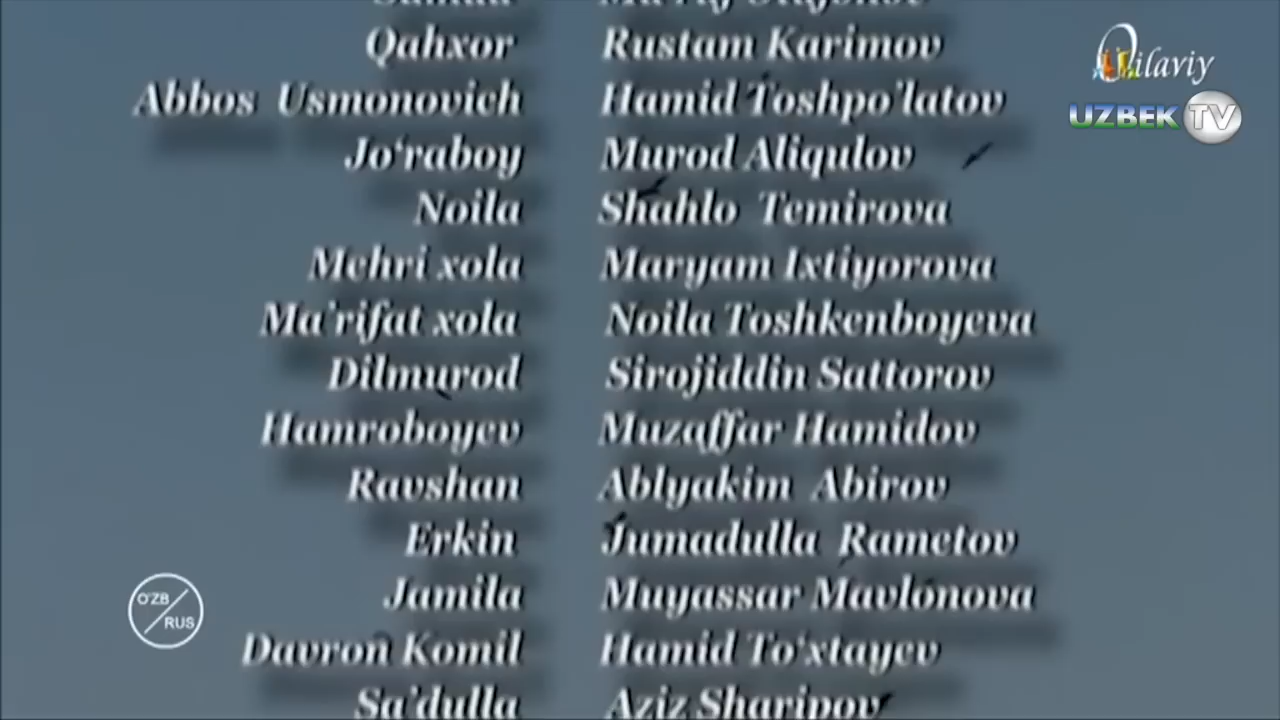 Qahxor Rustam Karimov
Abbos Usmonovich Hamid Toshpo'latov
Jo‘raboy Murod Aliqulov
Noila Shahlo Temirova
Mehri xola Maryam Ixtiyorova
Ma'rifat xola Noila Toshkenboyeva
Dilmurod Sirojiddin Sattorov
Hamroboyev Muzaffar Hamidov
Ravshan Ablyakim Abirov
Erkin Jumadulla Rametov
Jamila Muyassar Mavlonova
Davron Komil Hamid To‘xtayev
Sa'dulla Aziz Sharipov
Oilaviy
UZBEK TV
O'ZB
RUS